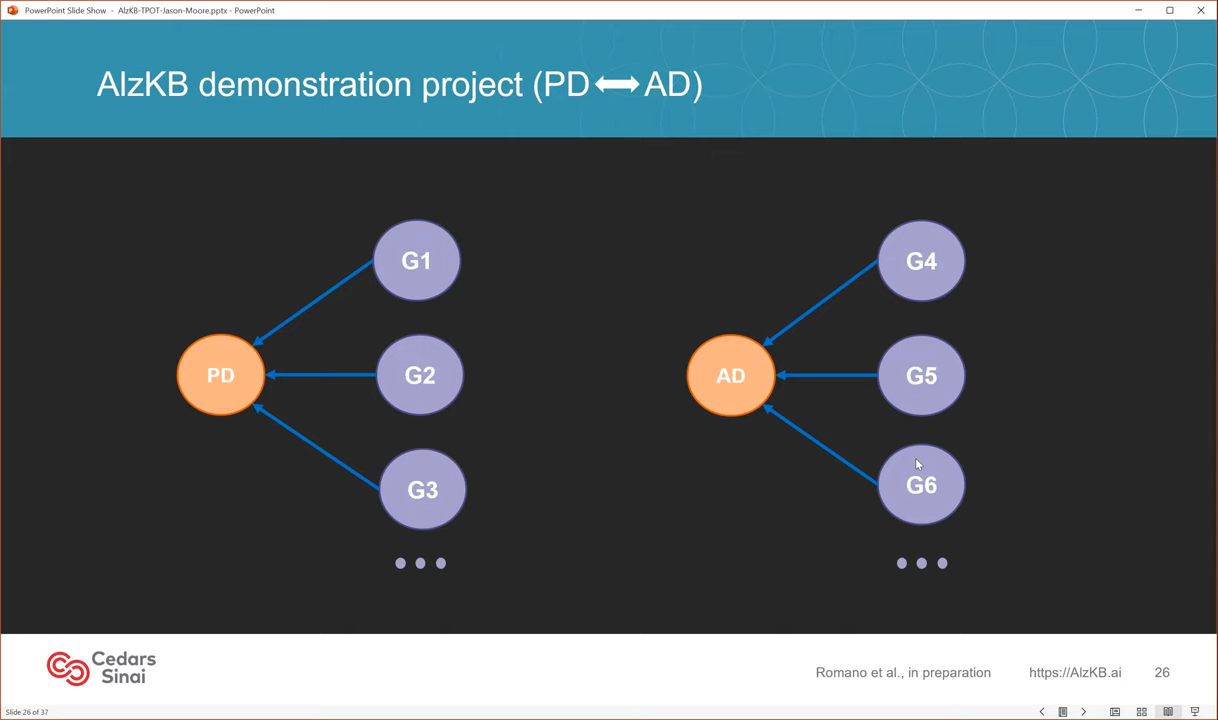 PowerPoint Slide Show - AlzKB-TPOT-Jason-Moore.pptx - PowerPoint
AlzKB demonstration project (PD⟷AD)
G1
G4
PD
G2
AD
G5
G3
G6
Cedars
Sinai
Romano et al., in preparation
https://AlzKB.ai
26
Slide 26 of 37